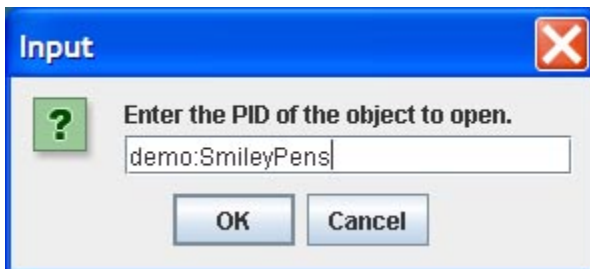 Input
Enter the PID of the object to open.
demo:SmileyPens
OK Cancel